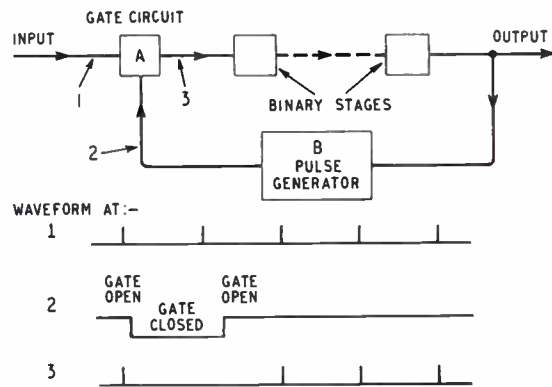 GATE CIRCUIT
INPUT
A
OUTPUT
1
3
BINARY STAGES
2
B
PULSE
GENERATOR
WAVEFORM AT:-
1
GATE
OPEN
GATE
OPEN
2
GATE
CLOSED
3